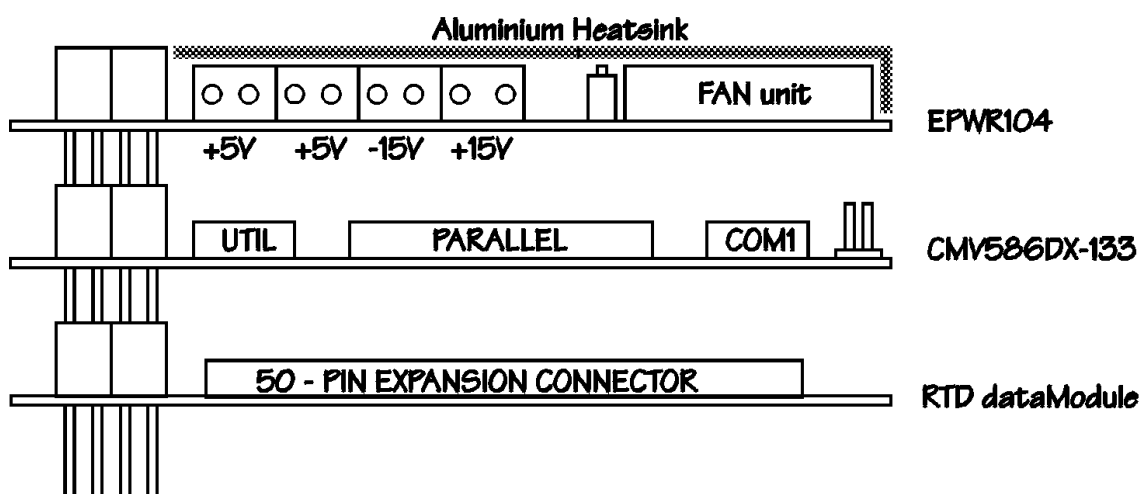 Aluminium Heatsink
FAN unit
EPWR104
+5V +5V -15V +15V
UTIL PARALLEL COM1
CMV586DX-133
50 - PIN EXPANSION CONNECTOR
RTD dataModule